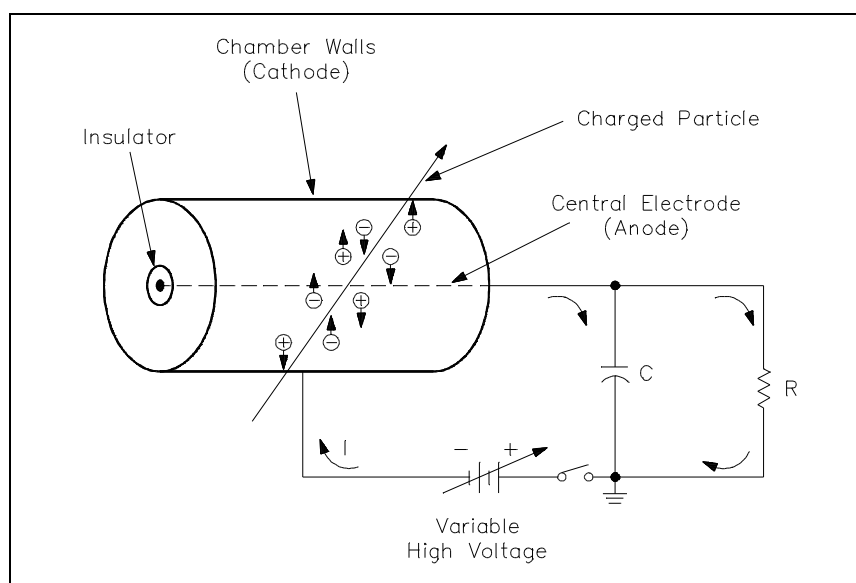 Chamber Walls
(Cathode)
Charged Particle
Insulator
Central Electrode
(Anode)
C
R
I
- +
Variable
High Voltage